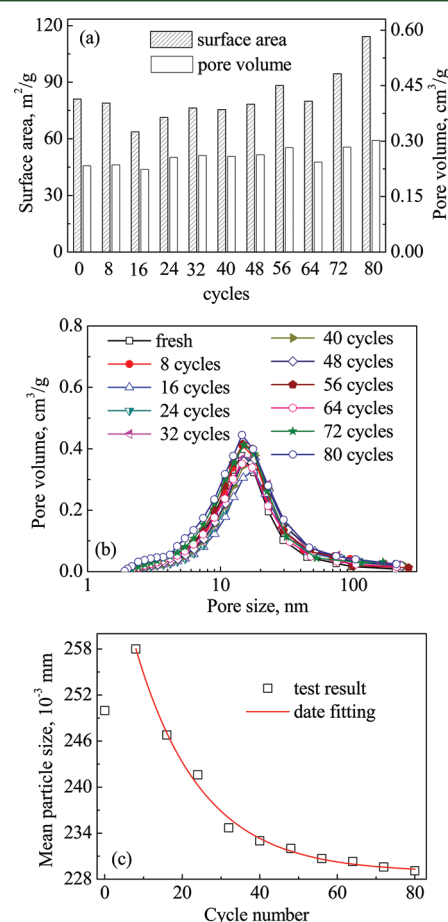 (a)
surface area
pore volume
Surface area, m²/g
120
90
60
30
0
Pore volume, cm³/g
0.60
0.45
0.30
0.15
0.00
0 8 16 24 32 40 48 56 64 72 80
cycles
Pore volume, cm³/g
0.8
0.6
0.4
0.2
0.0
fresh
8 cycles
16 cycles
24 cycles
32 cycles
40 cycles
48 cycles
56 cycles
64 cycles
72 cycles
80 cycles
(b)
1 10 100
Pore size, nm
Mean particle size, 10⁻³ mm
258
252
246
240
234
228
test result
date fitting
(c)
0 20 40 60 80
Cycle number